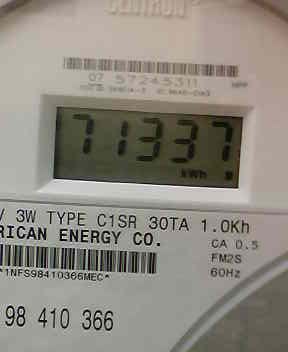 CENTRON
07 57245311
71337
kWh
V 3W TYPE C1SR 30TA 1.0Kh
RICAN ENERGY CO.
CA 0.5
FM2S
60Hz
*1NFS98410366MEC*
98 410 366